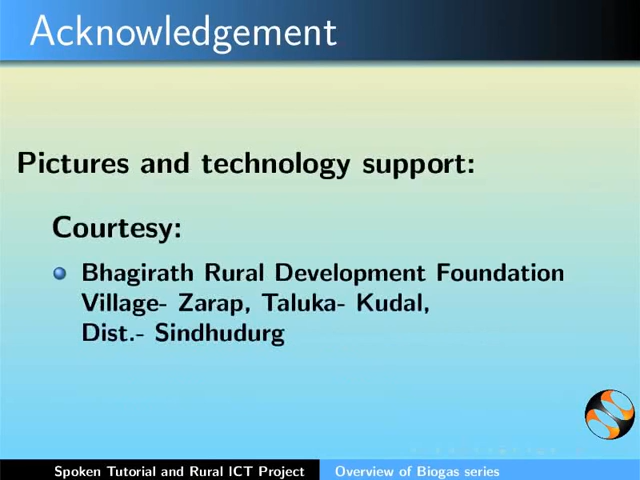 Acknowledgement
Pictures and technology support:
Courtesy:
Bhagirath Rural Development Foundation
Village- Zarap, Taluka- Kudal,
Dist.- Sindhudurg
Spoken Tutorial and Rural ICT Project
Overview of Biogas series